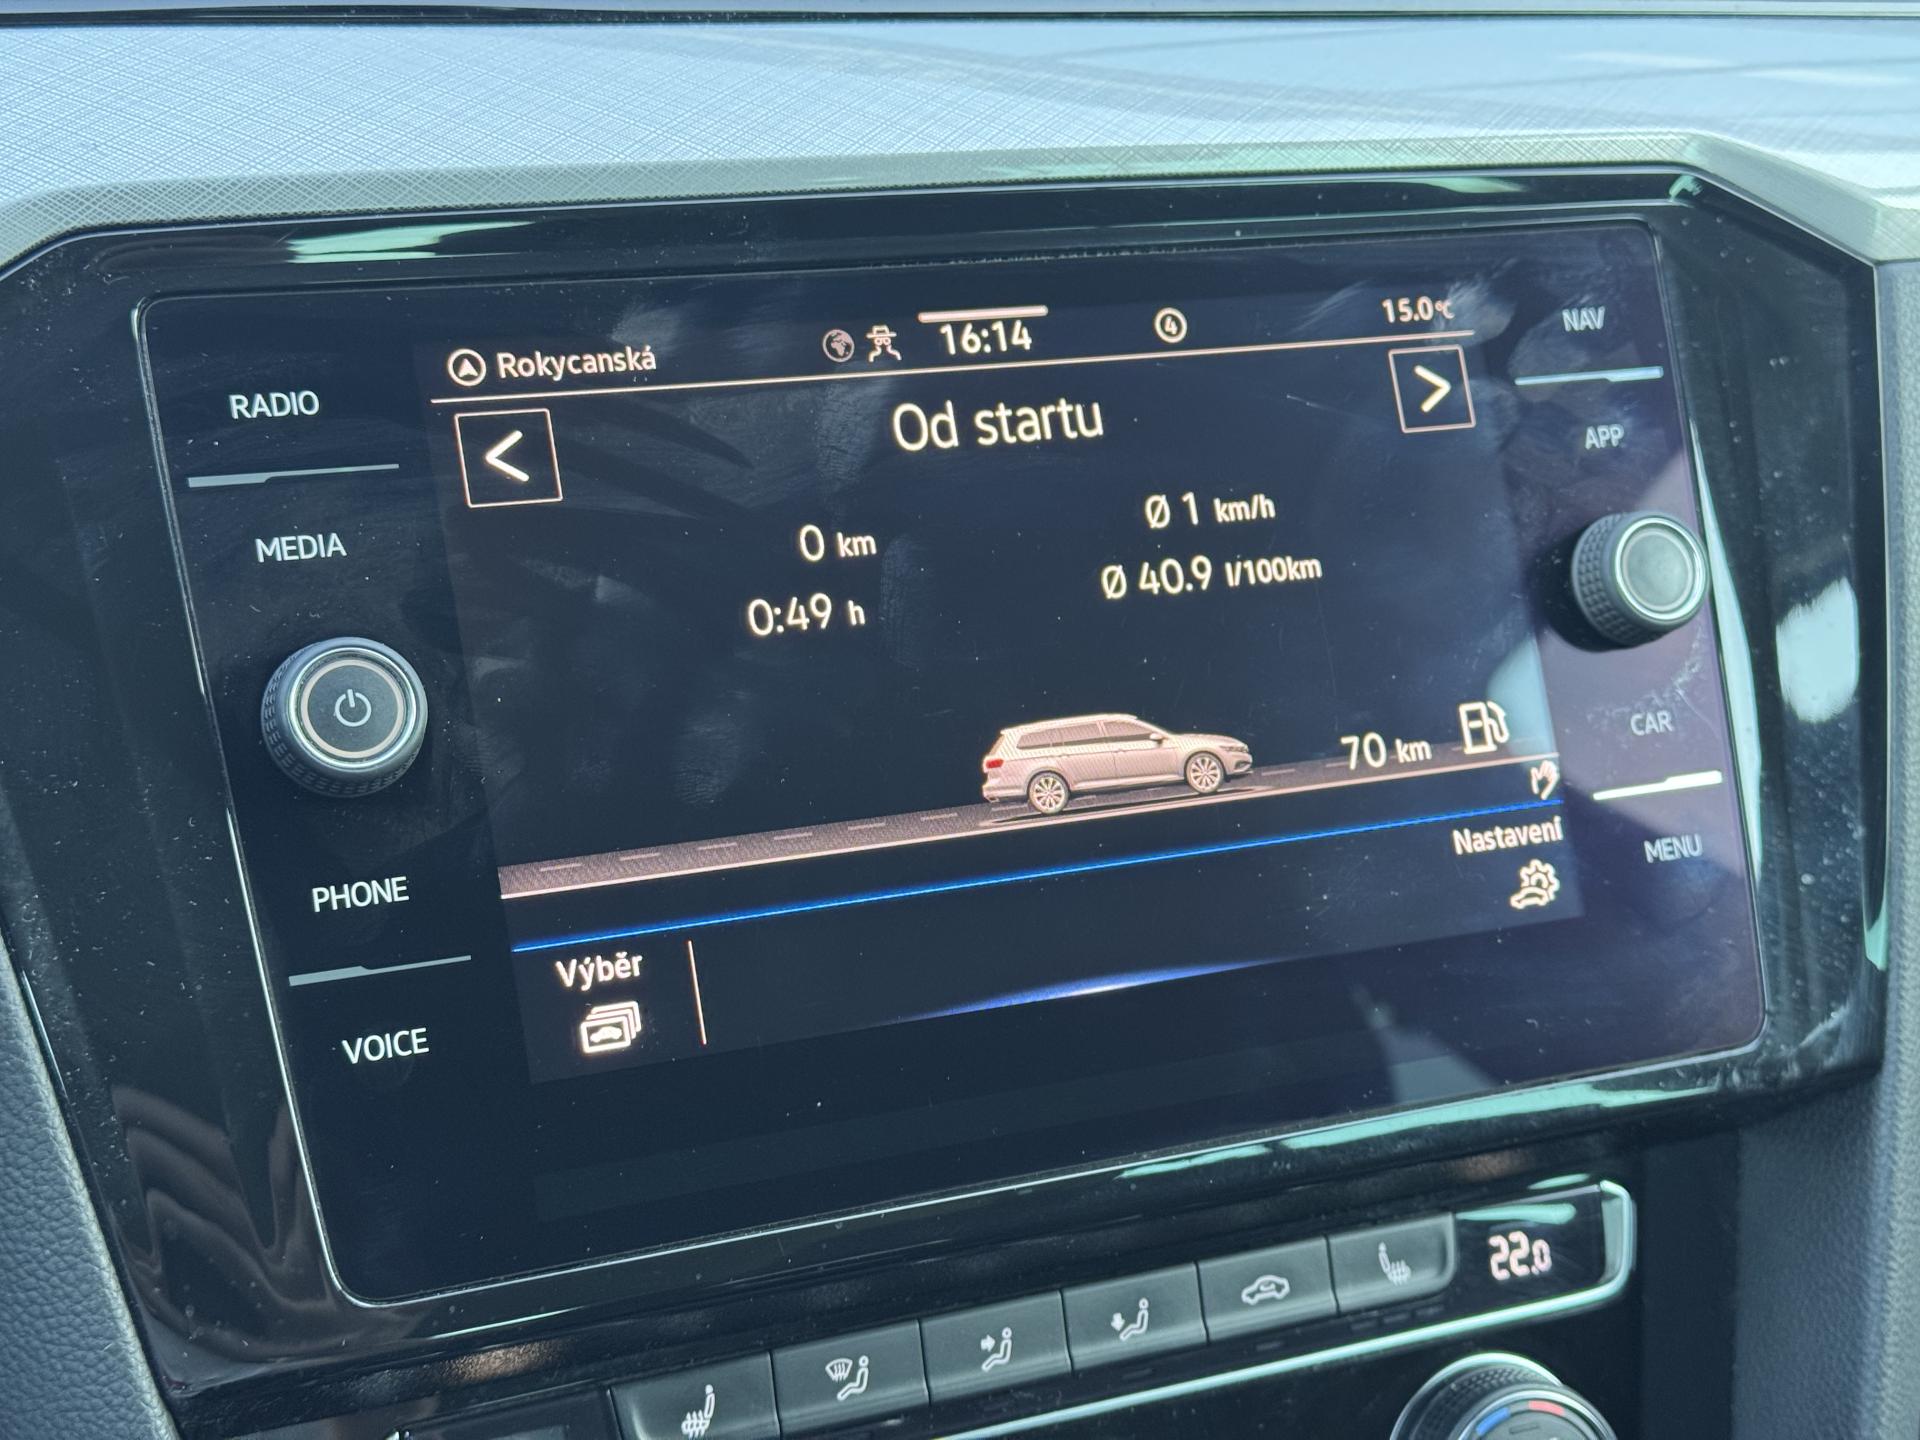 Rokycanská
16:14
4
15.0°C
NAV
RADIO
<
Od startu
>
APP
MEDIA
0 km
Ø 1 km/h
0:49 h
Ø 40.9 l/100km
70 km
CAR
PHONE
Nastavení
MENU
Výběr
VOICE
22.0